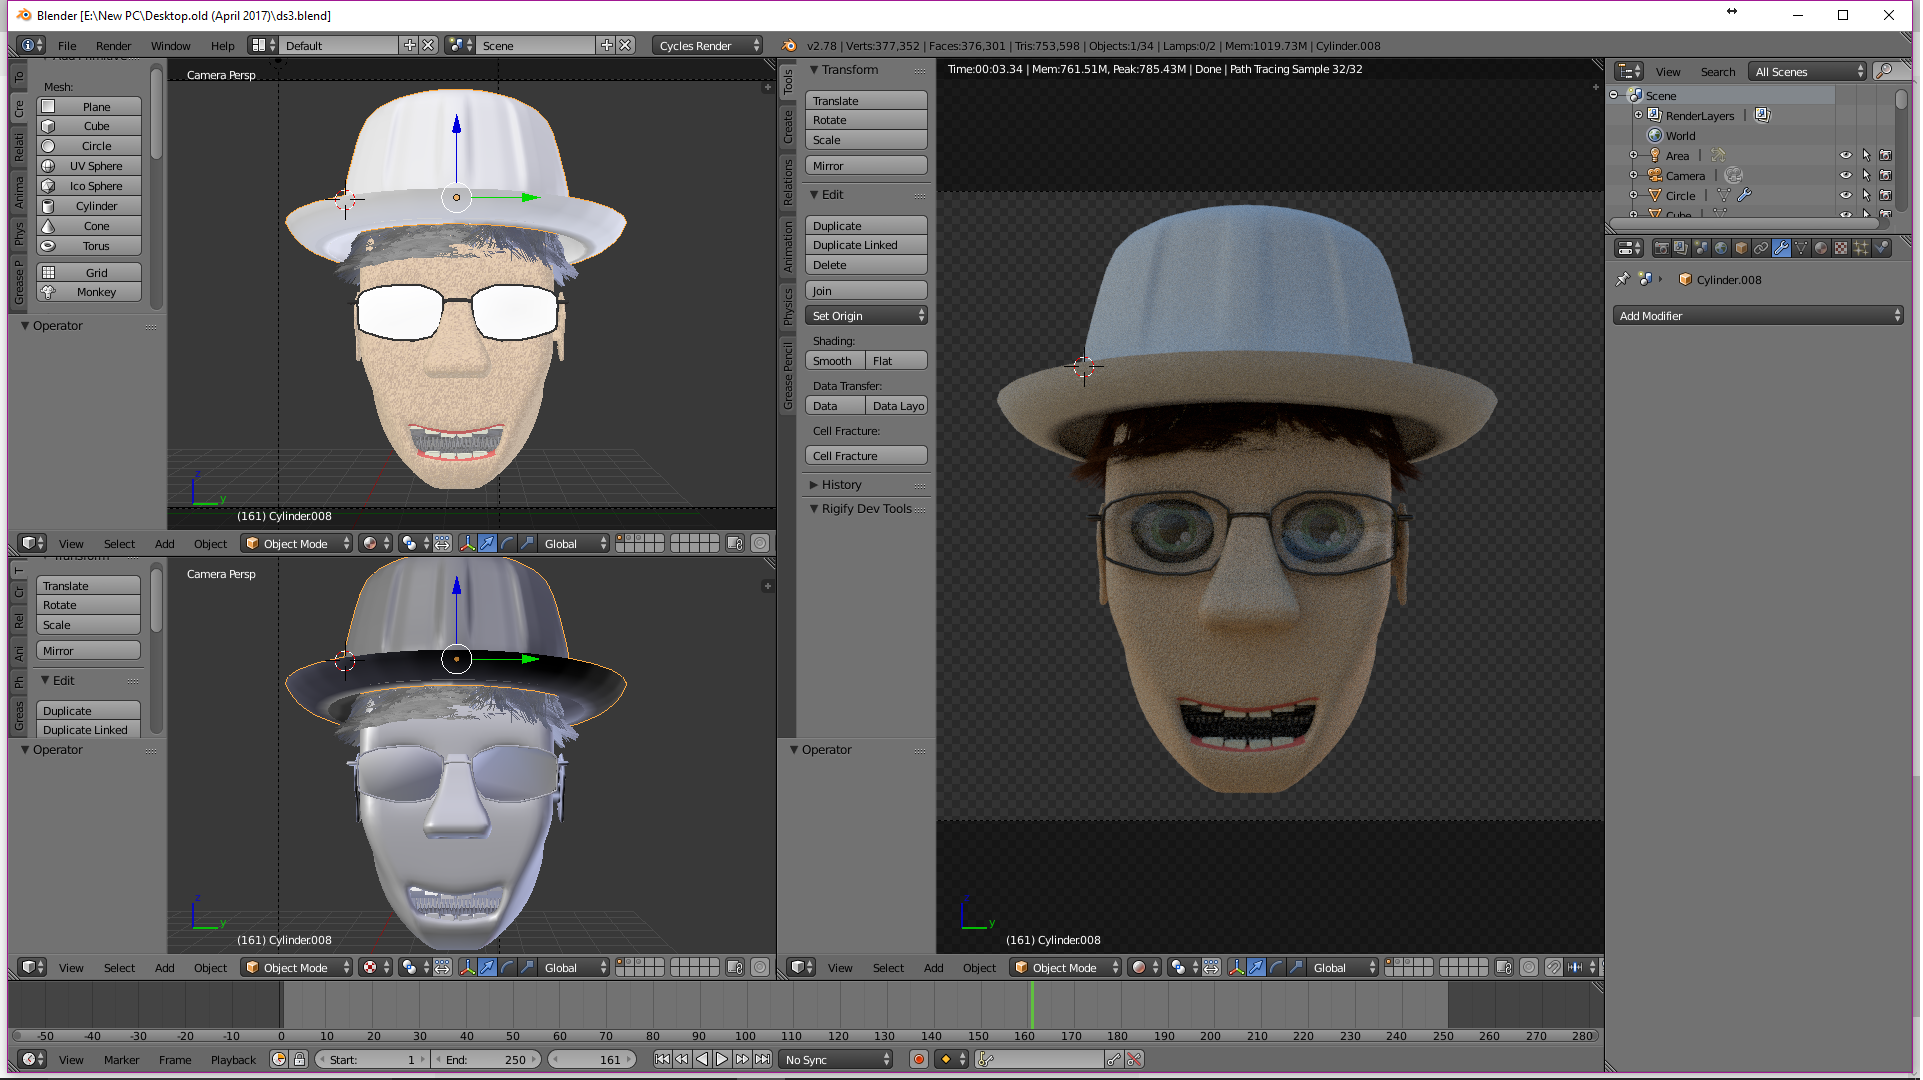 Blender [E:\New PC\Desktop.old (April 2017)\ds3.blend]
File Render Window Help Default Scene Cycles Render v2.78 | Verts:377,352 | Faces:376,301 | Tris:753,598 | Objects:1/34 | Lamps:0/2 | Mem:1019.73M | Cylinder.008
To
Cre
Relati
Anima
Phys
Grease P
Mesh:
Plane
Cube
Circle
UV Sphere
Ico Sphere
Cylinder
Cone
Torus
Grid
Monkey
Operator
Camera Persp
z
y
(161) Cylinder.008
View Select Add Object Object Mode Global
T
Cr
Rel
Ani
Ph
Greas
Translate
Rotate
Scale
Mirror
Edit
Duplicate
Duplicate Linked
Operator
Camera Persp
z
y
(161) Cylinder.008
View Select Add Object Object Mode Global
Tools
Create
Relations
Animation
Physics
Grease Pencil
Transform
Translate
Rotate
Scale
Mirror
Edit
Duplicate
Duplicate Linked
Delete
Join
Set Origin
Shading:
Smooth Flat
Data Transfer:
Data Data Layo
Cell Fracture:
Cell Fracture
History
Rigify Dev Tools
Operator
Time:00:03.34 | Mem:761.51M, Peak:785.43M | Done | Path Tracing Sample 32/32
y
(161) Cylinder.008
View Select Add Object Object Mode Global
View Search All Scenes
Scene
RenderLayers |
World
Area |
Camera |
Circle |
Cube
Cylinder.008
Add Modifier
-50 -40 -30 -20 -10 0 10 20 30 40 50 60 70 80 90 100 110 120 130 140 150 160 170 180 190 200 210 220 230 240 250 260 270 280
View Marker Frame Playback Start: 1 End: 250 161 No Sync